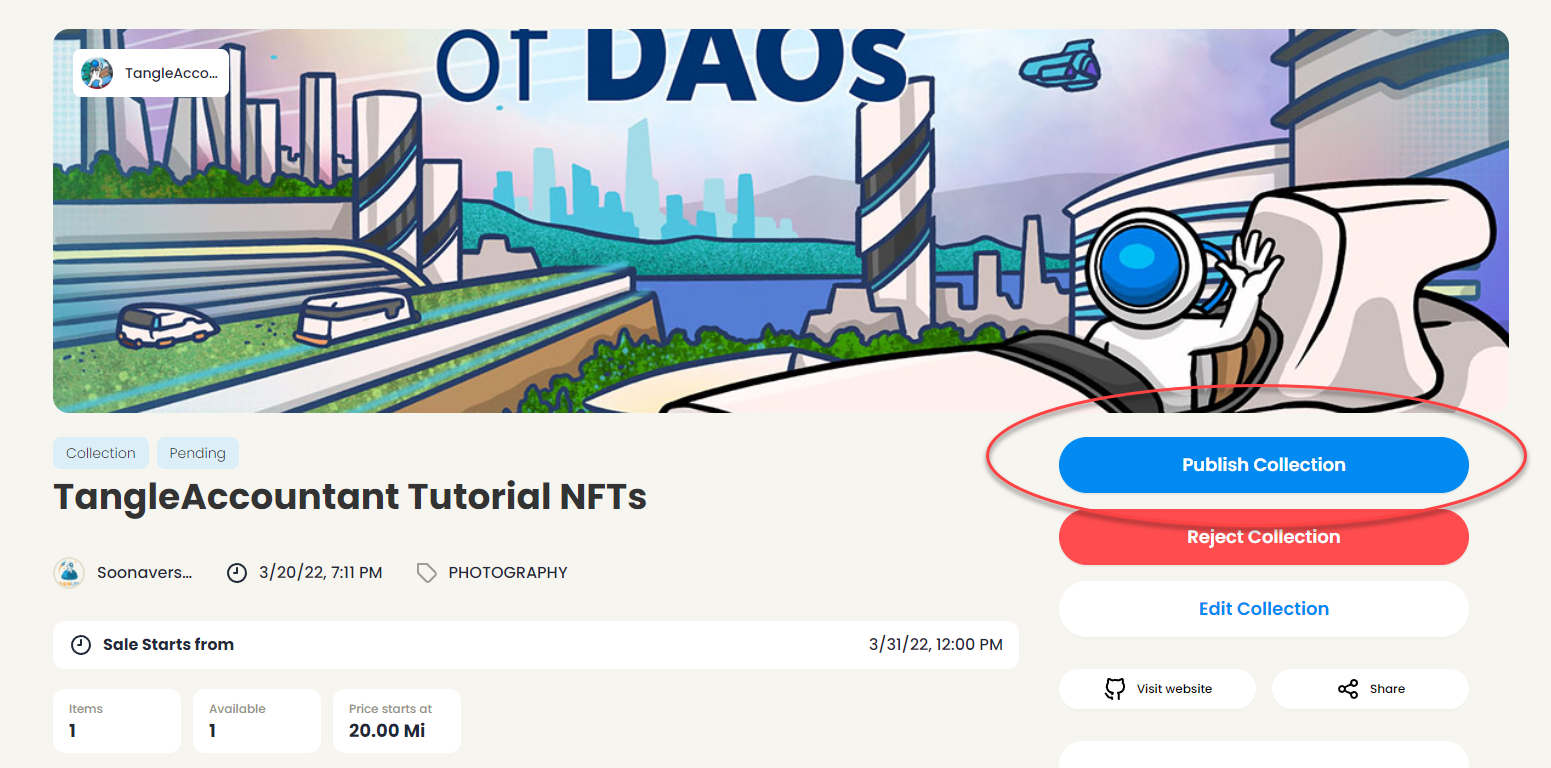 of DAOs
TangleAcco...
Collection
Pending
TangleAccountant Tutorial NFTs
Soonavers...
3/20/22, 7:11 PM
PHOTOGRAPHY
Sale Starts from
3/31/22, 12:00 PM
Items
1
Available
1
Price starts at
20.00 Mi
Publish Collection
Reject Collection
Edit Collection
Visit website
Share